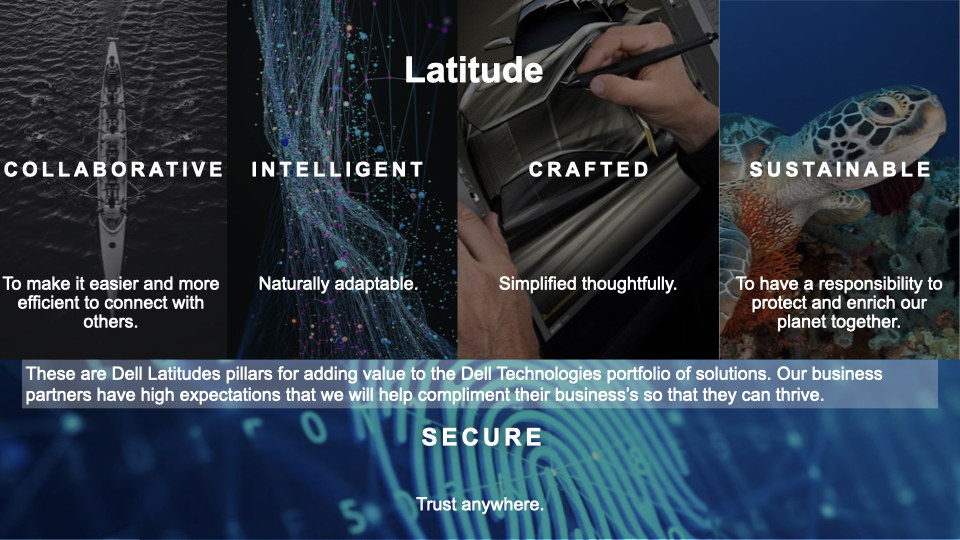 Latitude
COLLABORATIVE
INTELLIGENT
CRAFTED
SUSTAINABLE
To make it easier and more
efficient to connect with
others.
Naturally adaptable.
Simplified thoughtfully.
To have a responsibility to
protect and enrich our
planet together.
These are Dell Latitudes pillars for adding value to the Dell Technologies portfolio of solutions. Our business
partners have high expectations that we will help compliment their business's so that they can thrive.
SECURE
Trust anywhere.